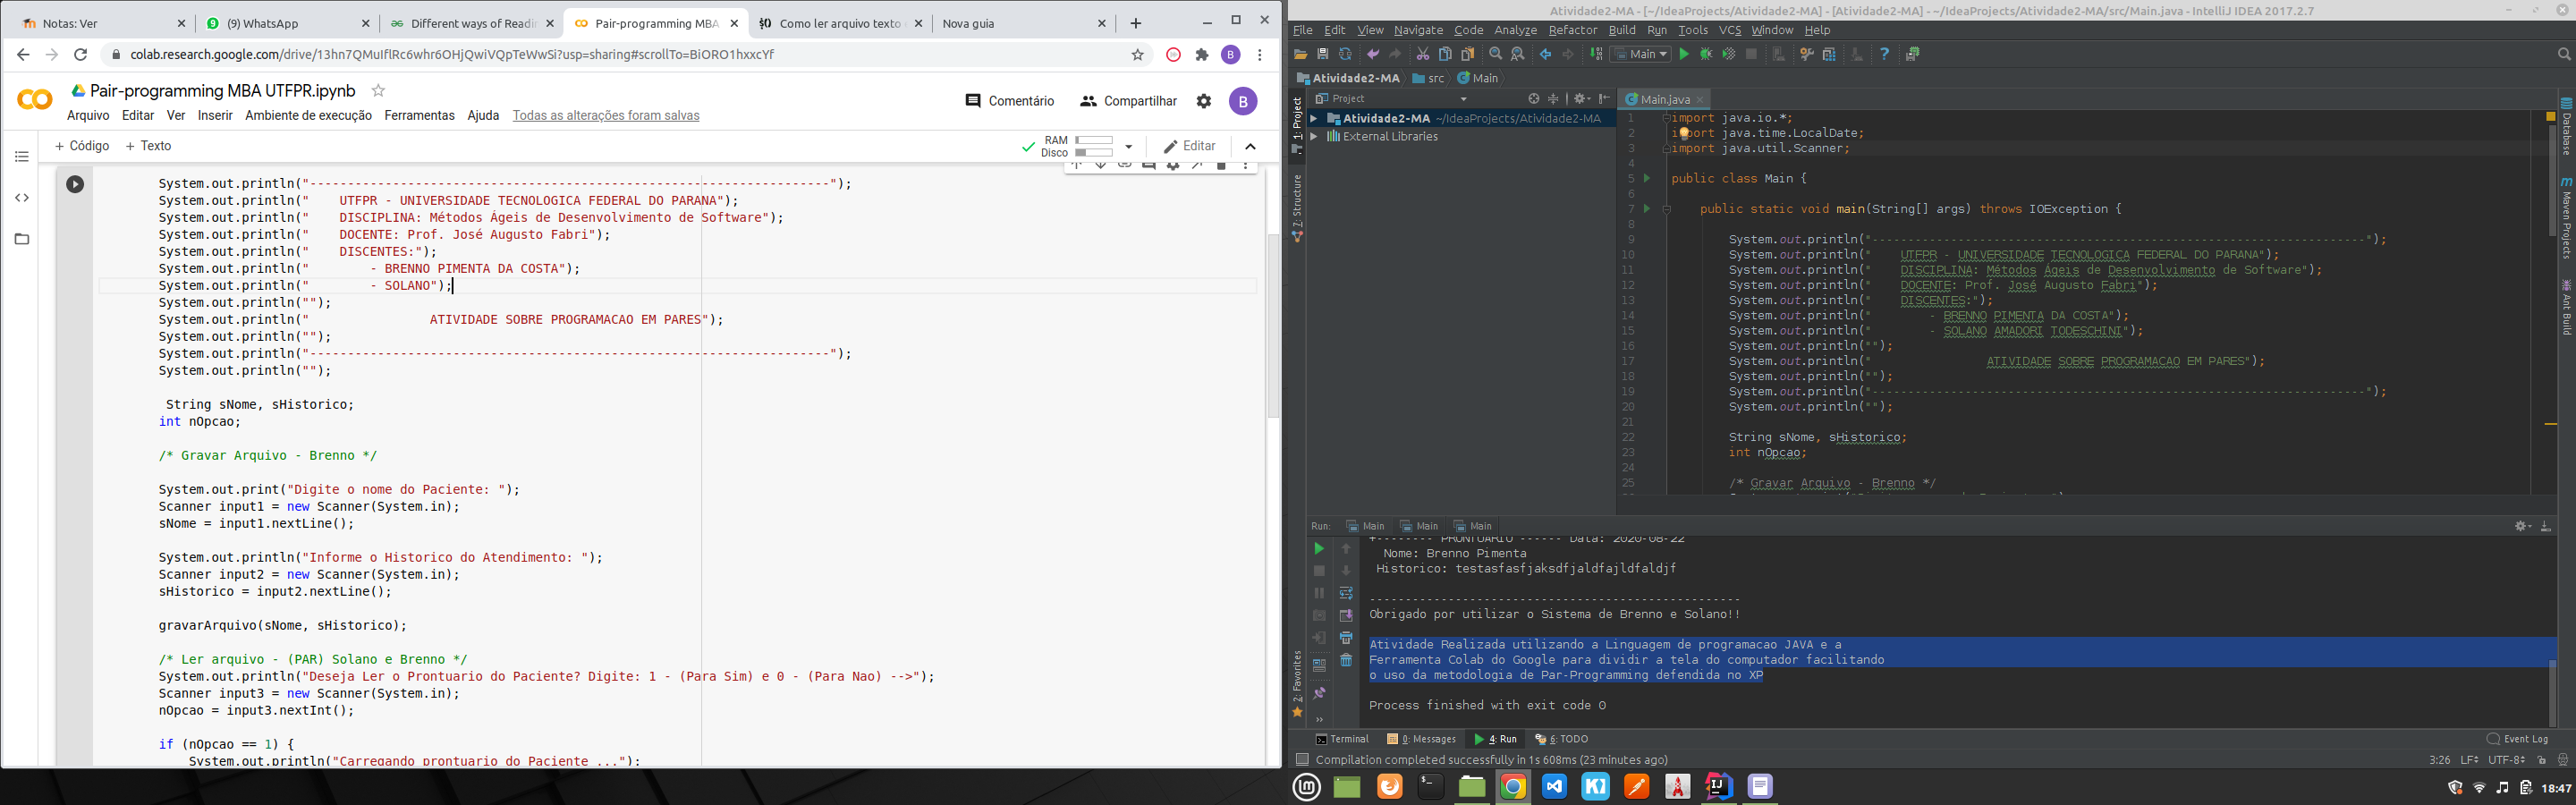 Notas: Ver
(9) WhatsApp
Different ways of Readin
Pair-programming MBA
Como ler arquivo texto
Nova guia
colab.research.google.com/drive/13hn7QMuIflRc6whr6OHjQwiVQpTeWwSi?usp=sharing#scrollTo=BiORO1hxxcYf
B
CO
Pair-programming MBA UTFPR.ipynb
Comentário
Compartilhar
B
Arquivo Editar Ver Inserir Ambiente de execução Ferramentas Ajuda Todas as alterações foram salvas
+ Código + Texto
RAM
Disco
Editar
System.out.println("---------------------------------------------------------------------");
System.out.println("    UTFPR - UNIVERSIDADE TECNOLOGICA FEDERAL DO PARANA");
System.out.println("    DISCIPLINA: Métodos Ágeis de Desenvolvimento de Software");
System.out.println("    DOCENTE: Prof. José Augusto Fabri");
System.out.println("    DISCENTES:");
System.out.println("        - BRENNO PIMENTA DA COSTA");
System.out.println("        - SOLANO");
System.out.println("");
System.out.println("                ATIVIDADE SOBRE PROGRAMACAO EM PARES");
System.out.println("");
System.out.println("---------------------------------------------------------------------");
System.out.println("");
String sNome, sHistorico;
int nOpcao;
/* Gravar Arquivo - Brenno */
System.out.print("Digite o nome do Paciente: ");
Scanner input1 = new Scanner(System.in);
sNome = input1.nextLine();
System.out.println("Informe o Historico do Atendimento: ");
Scanner input2 = new Scanner(System.in);
sHistorico = input2.nextLine();
gravarArquivo(sNome, sHistorico);
/* Ler arquivo - (PAR) Solano e Brenno */
System.out.println("Deseja Ler o Prontuario do Paciente? Digite: 1 - (Para Sim) e 0 - (Para Nao) -->");
Scanner input3 = new Scanner(System.in);
nOpcao = input3.nextInt();
if (nOpcao == 1) {
System.out.println("Carregando prontuario do Paciente ...");
Atividade2-MA - [~/IdeaProjects/Atividade2-MA] - [Atividade2-MA] - ~/IdeaProjects/Atividade2-MA/src/Main.java - IntelliJ IDEA 2017.2.7
File Edit View Navigate Code Analyze Refactor Build Run Tools VCS Window Help
Main
Atividade2-MA src Main
Project
Main.java
1: Project
7: Structure
2: Favorites
Atividade2-MA ~/IdeaProjects/Atividade2-MA
External Libraries
Database
Maven Projects
Ant Build
1 import java.io.*;
2 import java.time.LocalDate;
3 import java.util.Scanner;
4
5 public class Main {
6
7 public static void main(String[] args) throws IOException {
8
9 System.out.println("---------------------------------------------------------------------");
10 System.out.println("    UTFPR - UNIVERSIDADE TECNOLOGICA FEDERAL DO PARANA");
11 System.out.println("    DISCIPLINA: Métodos Ágeis de Desenvolvimento de Software");
12 System.out.println("    DOCENTE: Prof. José Augusto Fabri");
13 System.out.println("    DISCENTES:");
14 System.out.println("        - BRENNO PIMENTA DA COSTA");
15 System.out.println("        - SOLANO AMADORI TODESCHINI");
16 System.out.println("");
17 System.out.println("                ATIVIDADE SOBRE PROGRAMACAO EM PARES");
18 System.out.println("");
19 System.out.println("---------------------------------------------------------------------");
20 System.out.println("");
21
22 String sNome, sHistorico;
23 int nOpcao;
24
25 /* Gravar Arquivo - Brenno */
Run: Main Main Main
+-------- PRONTUARIO ------ Data: 2020-08-22
Nome: Brenno Pimenta
Historico: testasfasfjaksdfjaldfajldfaldjf
----------------------------------------------------
Obrigado por utilizar o Sistema de Brenno e Solano!!
Atividade Realizada utilizando a Linguagem de programacao JAVA e a
Ferramenta Colab do Google para dividir a tela do computador facilitando
o uso da metodologia de Par-Programming defendida no XP
Process finished with exit code 0
Terminal 0: Messages 4: Run 6: TODO Event Log
Compilation completed successfully in 1s 608ms (23 minutes ago)
3:26 LF÷ UTF-8÷
18:47